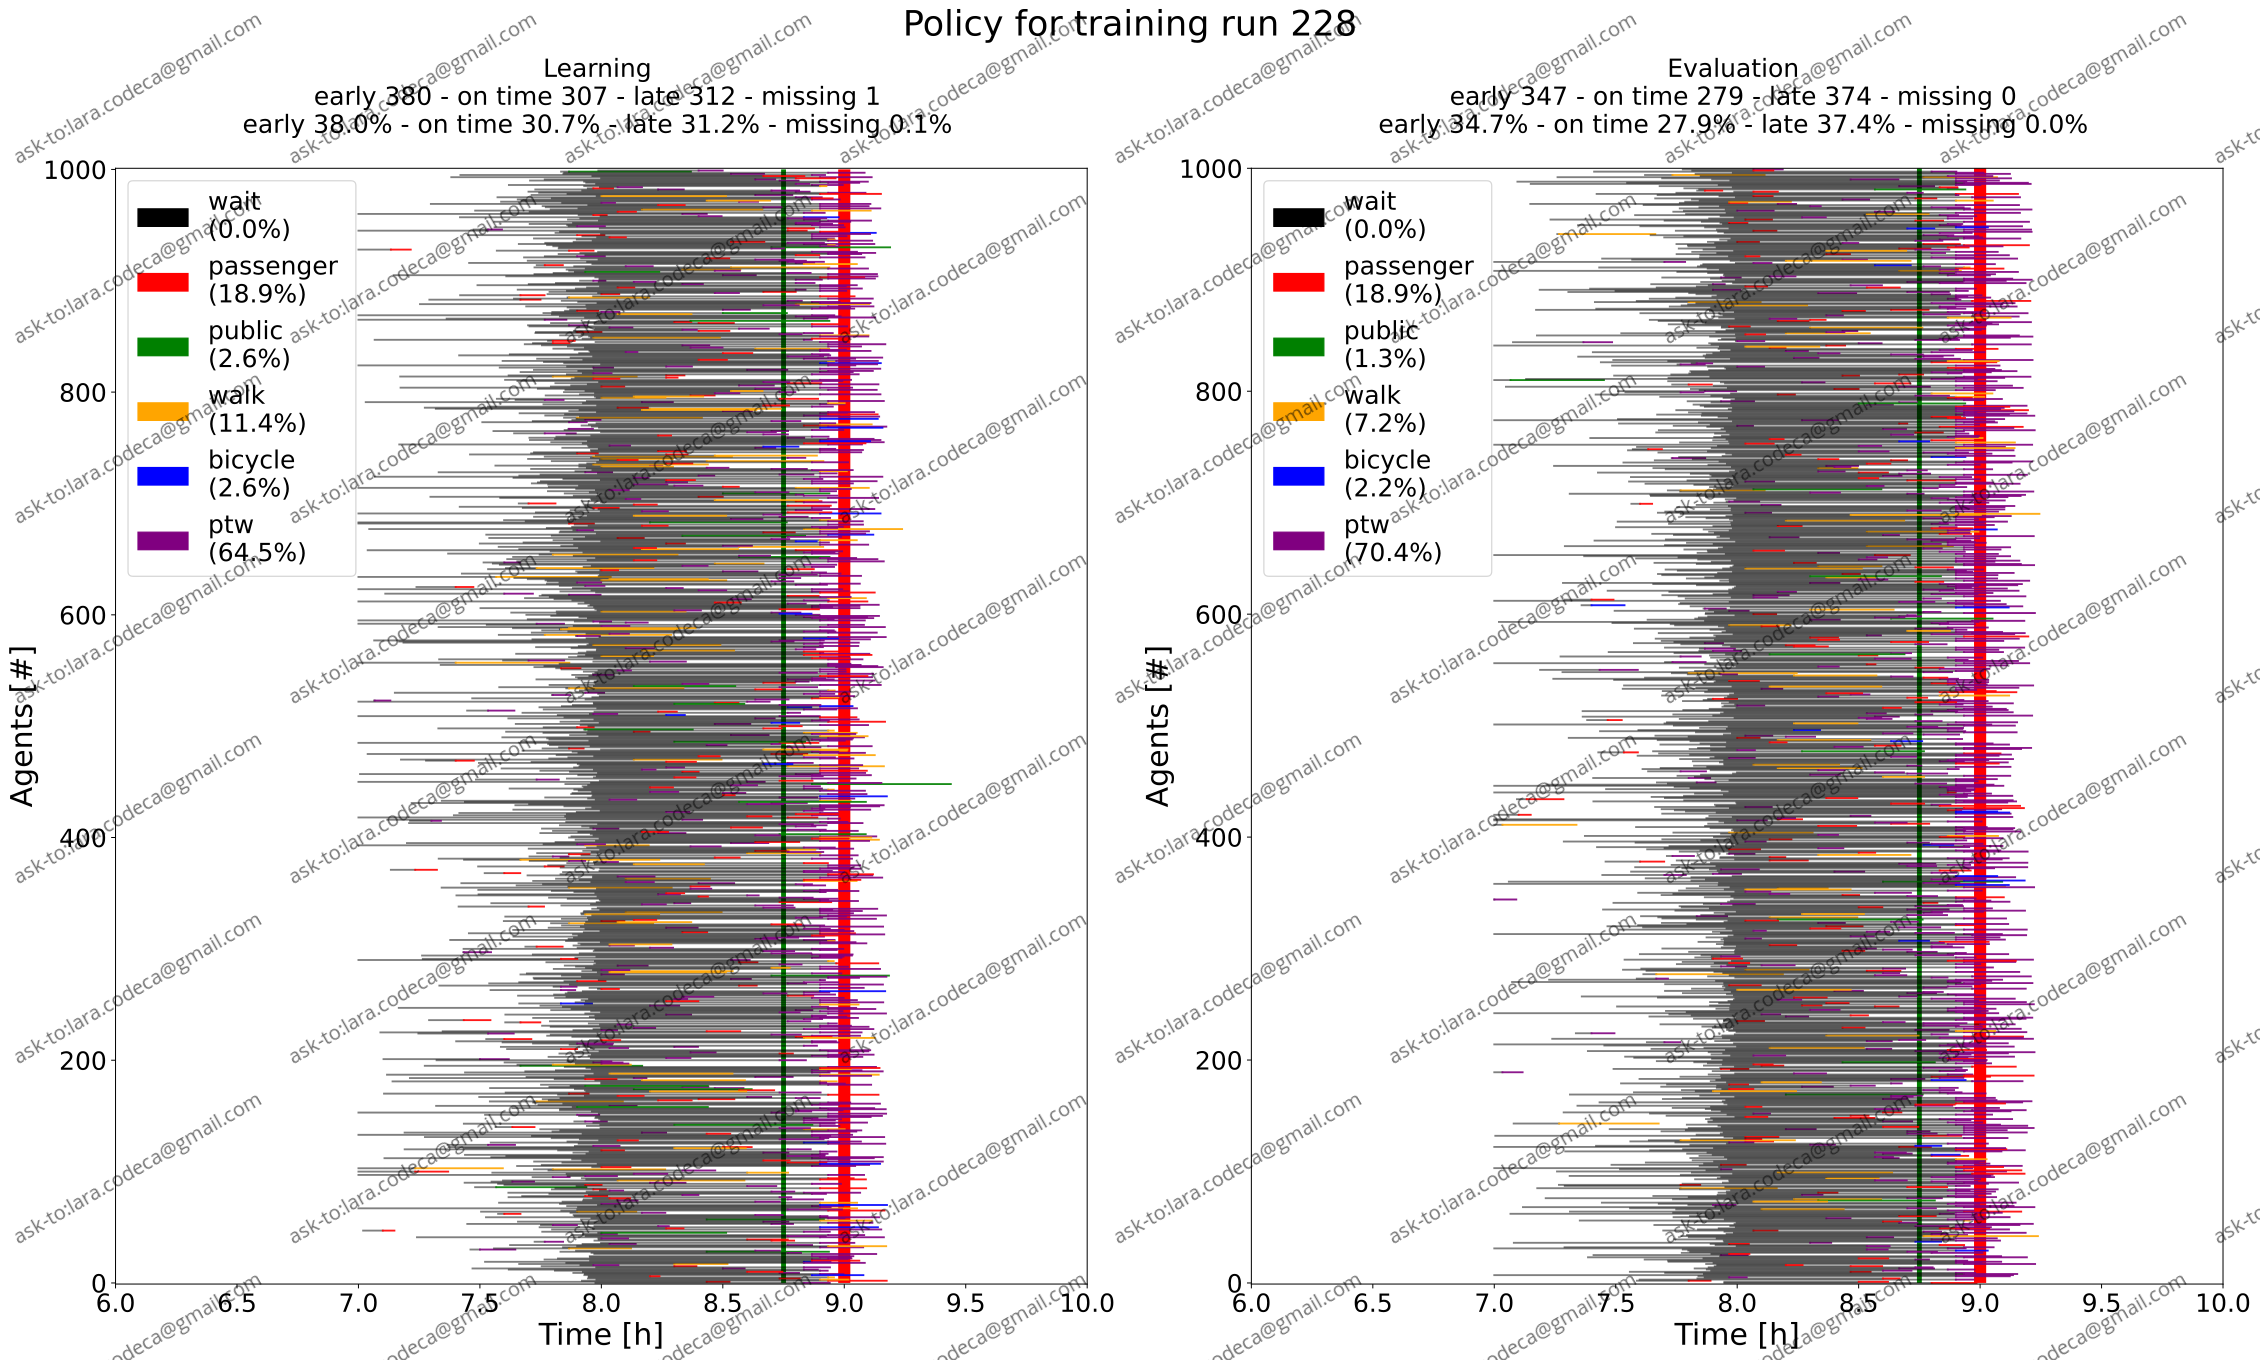 Policy for training run 228
Learning
early 380 - on time 307 - late 312 - missing 1
early 38.0% - on time 30.7% - late 31.2% - missing 0.1%
1000
800
600
400
200
0
Agents [#]
wait
(0.0%)
passenger
(18.9%)
public
(2.6%)
walk
(11.4%)
bicycle
(2.6%)
ptw
(64.5%)
6.0 6.5 7.0 7.5 8.0 8.5 9.0 9.5 10.0
Time [h]
Evaluation
early 347 - on time 279 - late 374 - missing 0
early 34.7% - on time 27.9% - late 37.4% - missing 0.0%
1000
800
600
400
200
0
Agents [#]
wait
(0.0%)
passenger
(18.9%)
public
(1.3%)
walk
(7.2%)
bicycle
(2.2%)
ptw
(70.4%)
6.0 6.5 7.0 7.5 8.0 8.5 9.0 9.5 10.0
Time [h]
ask-to:lara.codeca@gmail.com